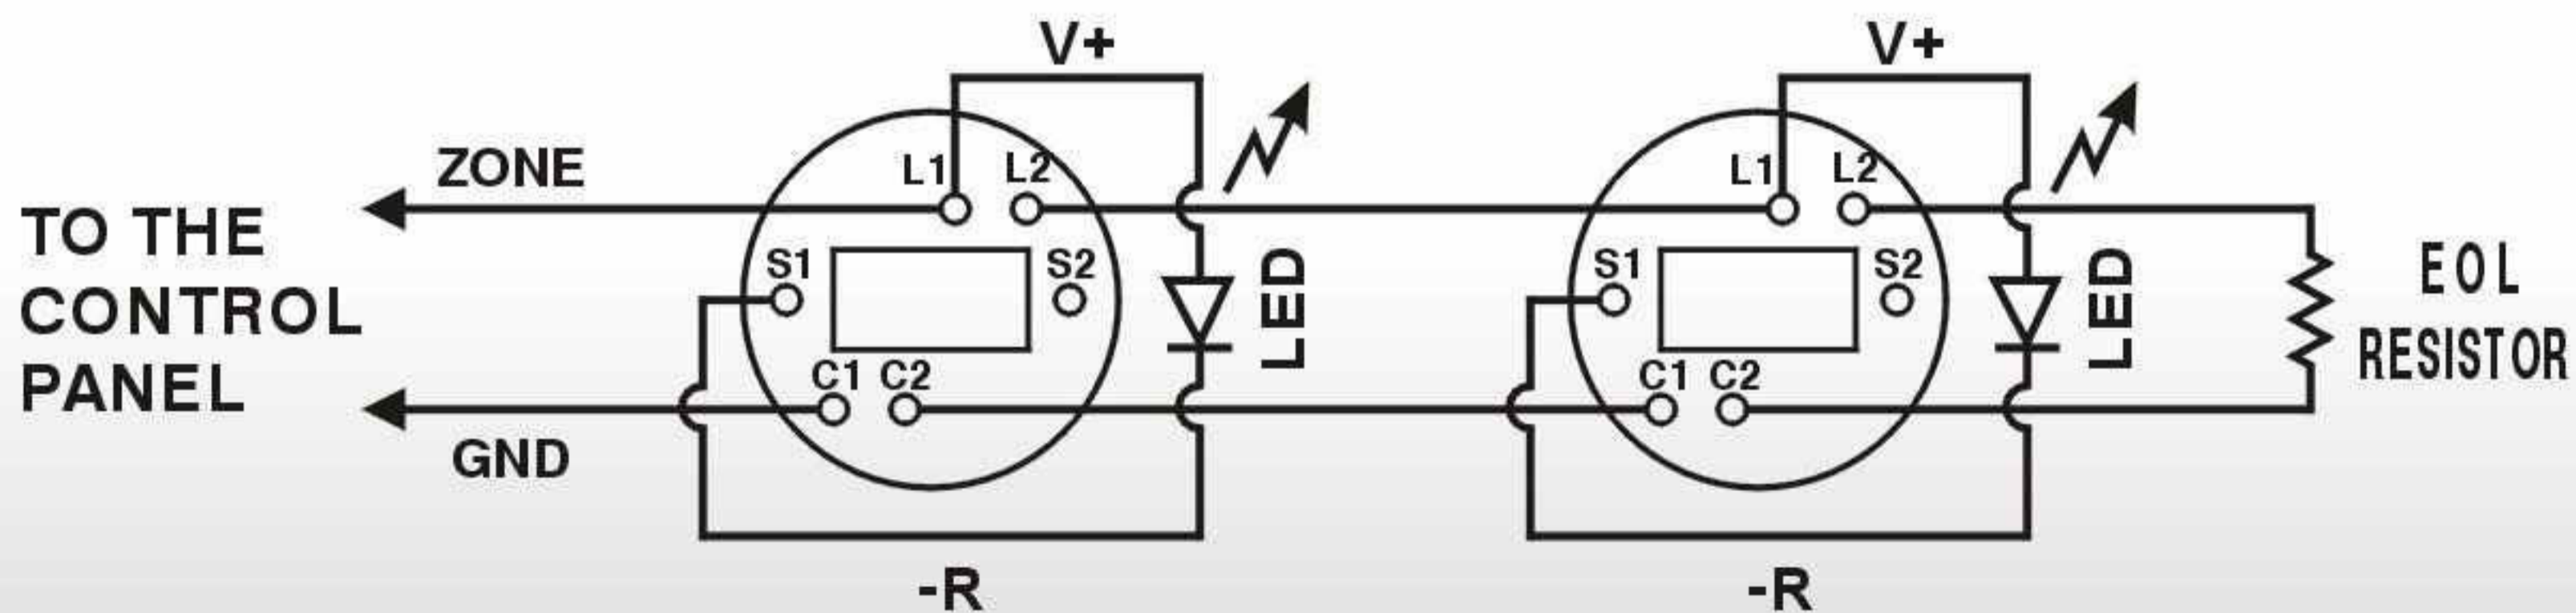 V+
V+
ZONE
L1
L2
L1
L2
TO THE
CONTROL
PANEL
S1
S2
LED
S1
S2
LED
EOL
RESISTOR
C1
C2
C1
C2
GND
-R
-R